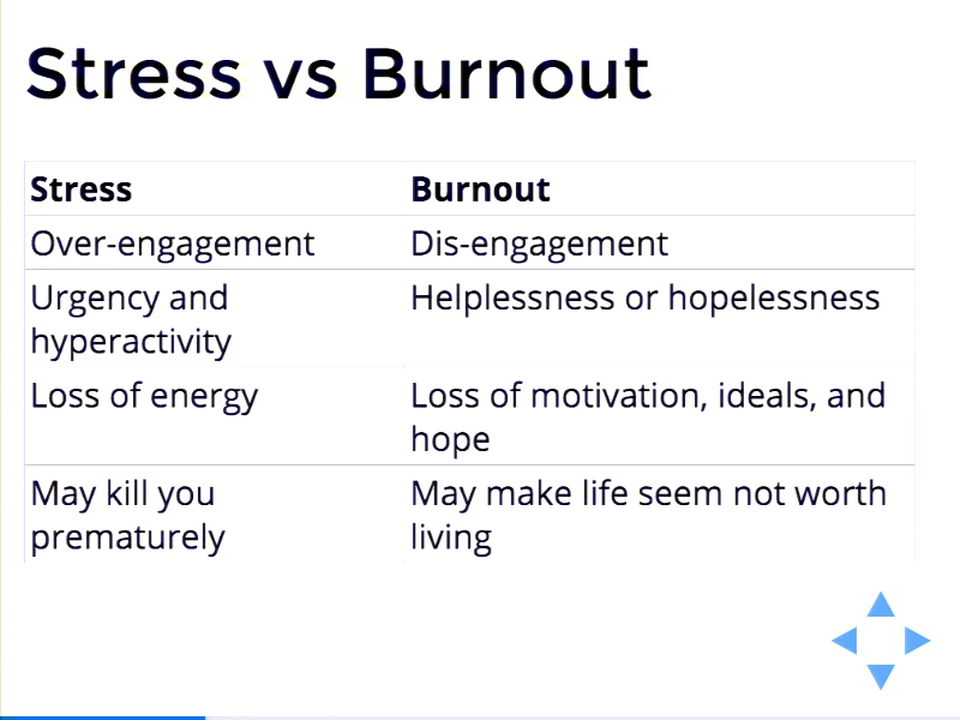 Stress vs Burnout
Stress Burnout
Over-engagement Dis-engagement
Urgency and Helplessness or hopelessness
hyperactivity
Loss of energy Loss of motivation, ideals, and
hope
May kill you May make life seem not worth
prematurely living